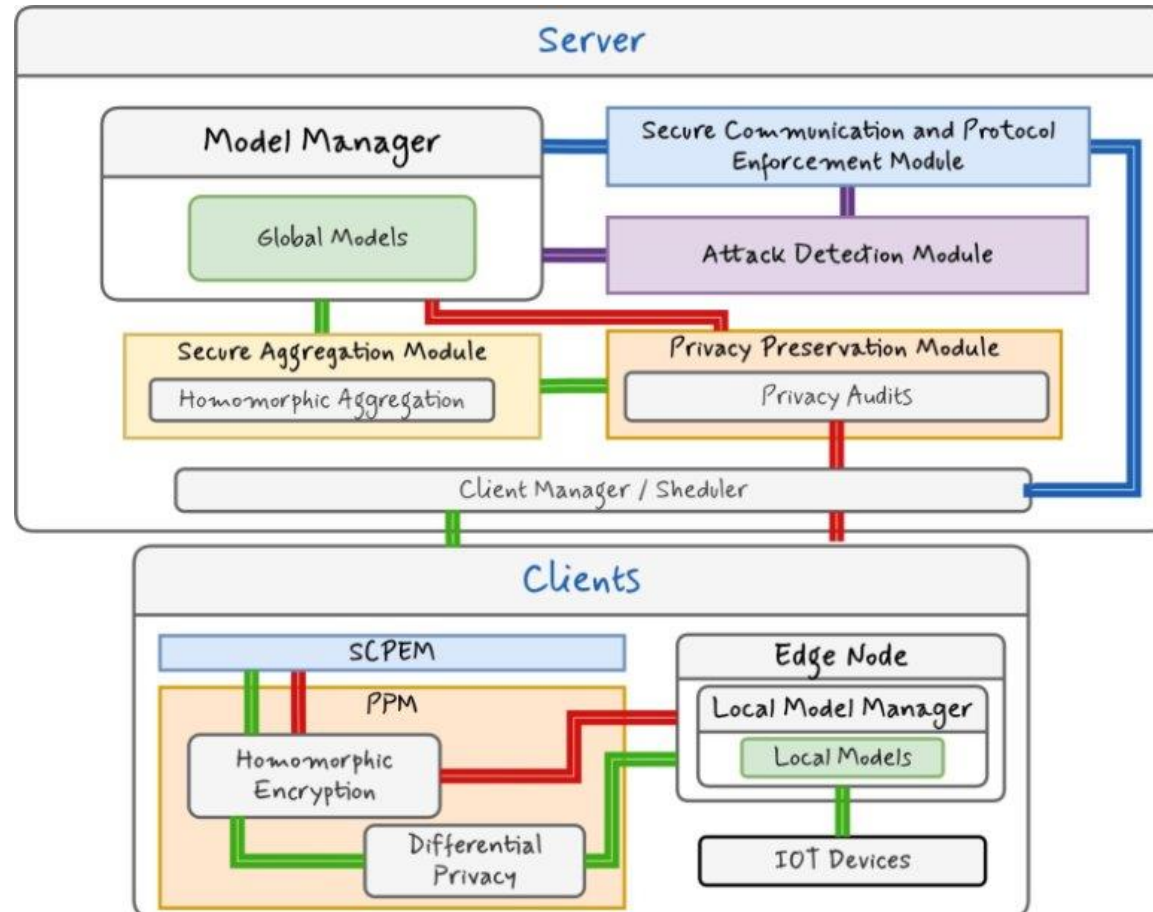 Server
Model Manager
Global Models
Secure Communication and Protocol
Enforcement Module
Attack Detection Module
Secure Aggregation Module
Homomorphic Aggregation
Privacy Preservation Module
Privacy Audits
Client Manager / Sheduler
Clients
SCPEM
PPM
Homomorphic
Encryption
Differential
Privacy
Edge Node
Local Model Manager
Local Models
IOT Devices